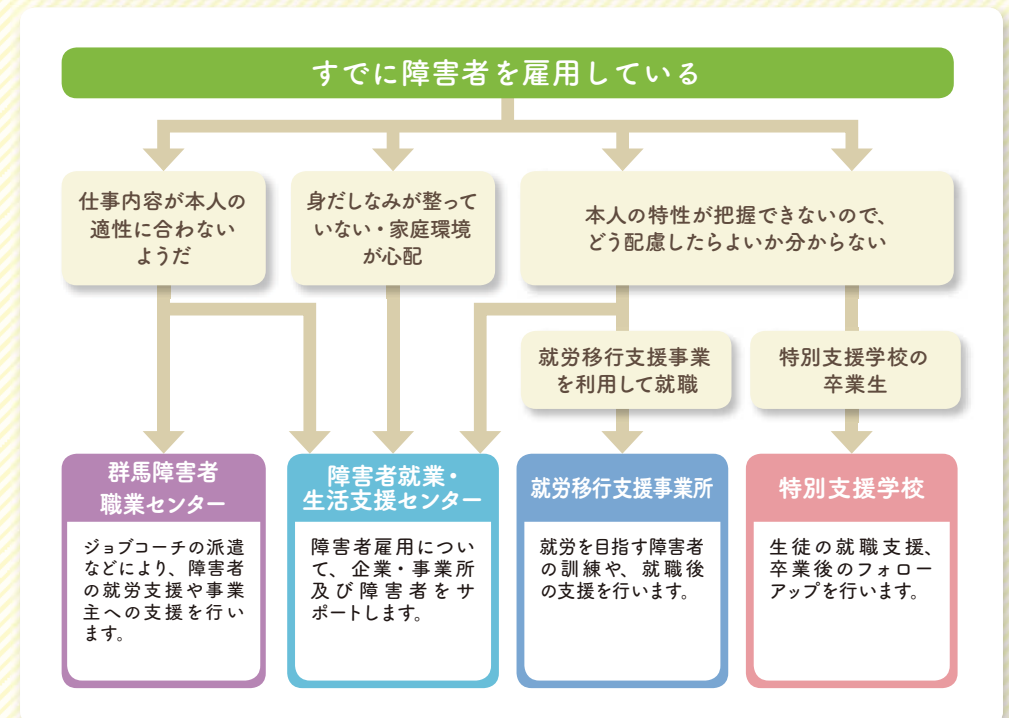 すでに障害者を雇用している
仕事内容が本人の
適性に合わない
ようだ
身だしなみが整って
いない・家庭環境
が心配
本人の特性が把握できないので、
どう配慮したらよいか分からない
就労移行支援事業
を利用して就職
特別支援学校の
卒業生
群馬障害者
職業センター
ジョブコーチの派遣
などにより、障害者
の就労支援や事業
主への支援を行い
ます。
障害者就業・
生活支援センター
障害者雇用につい
て、企業・事業所
及び障害者をサ
ポートします。
就労移行支援事業所
就労を目指す障害者
の訓練や、就職後
の支援を行います。
特別支援学校
生徒の就職支援、
卒業後のフォロー
アップを行います。